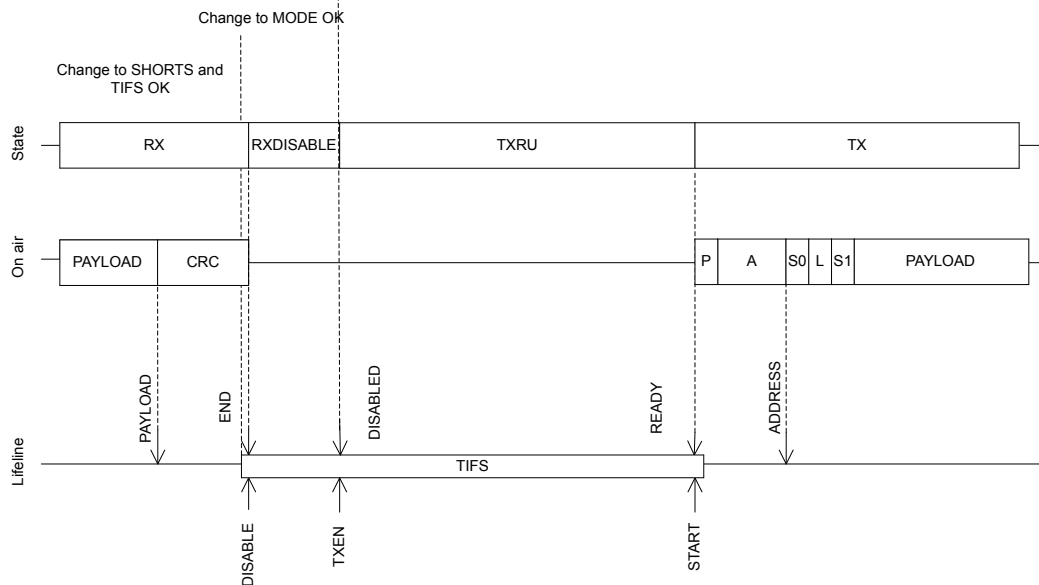 Change to MODE OK
Change to SHORTS and
TIFS OK
State
RX
RXDISABLE
TXRU
TX
On air
PAYLOAD
CRC
P
A
S0
L
S1
PAYLOAD
PAYLOAD
END
DISABLED
READY
ADDRESS
Lifeline
TIFS
DISABLE
TXEN
START